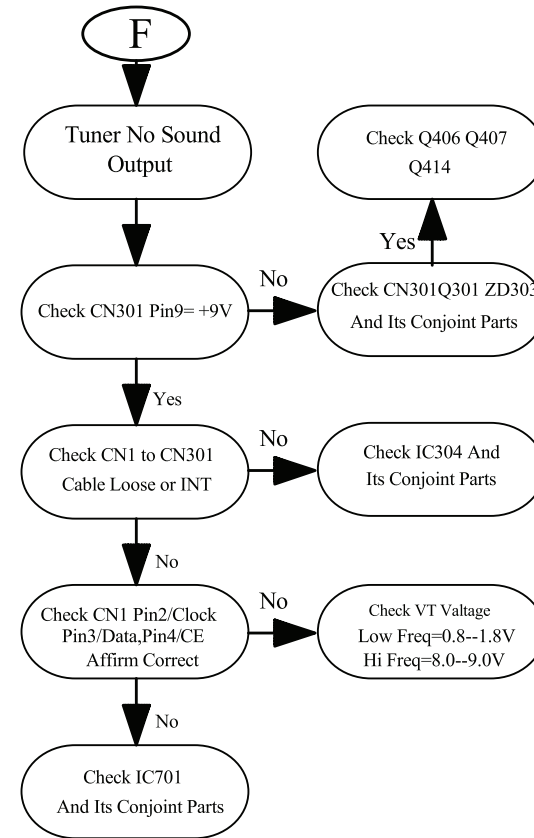 F
Tuner No Sound
Output
Check Q406 Q407
Q414
Yes
No
Check CN301 Pin9= +9V
Check CN301Q301 ZD303
And Its Conjoint Parts
Yes
Check CN1 to CN301
Cable Loose or INT
No
Check IC304 And
Its Conjoint Parts
No
Check CN1 Pin2/Clock
Pin3/Data,Pin4/CE
Affirm Correct
No
Check VT Valtage
Low Freq=0.8--1.8V
Hi Freq=8.0--9.0V
No
Check IC701
And Its Conjoint Parts